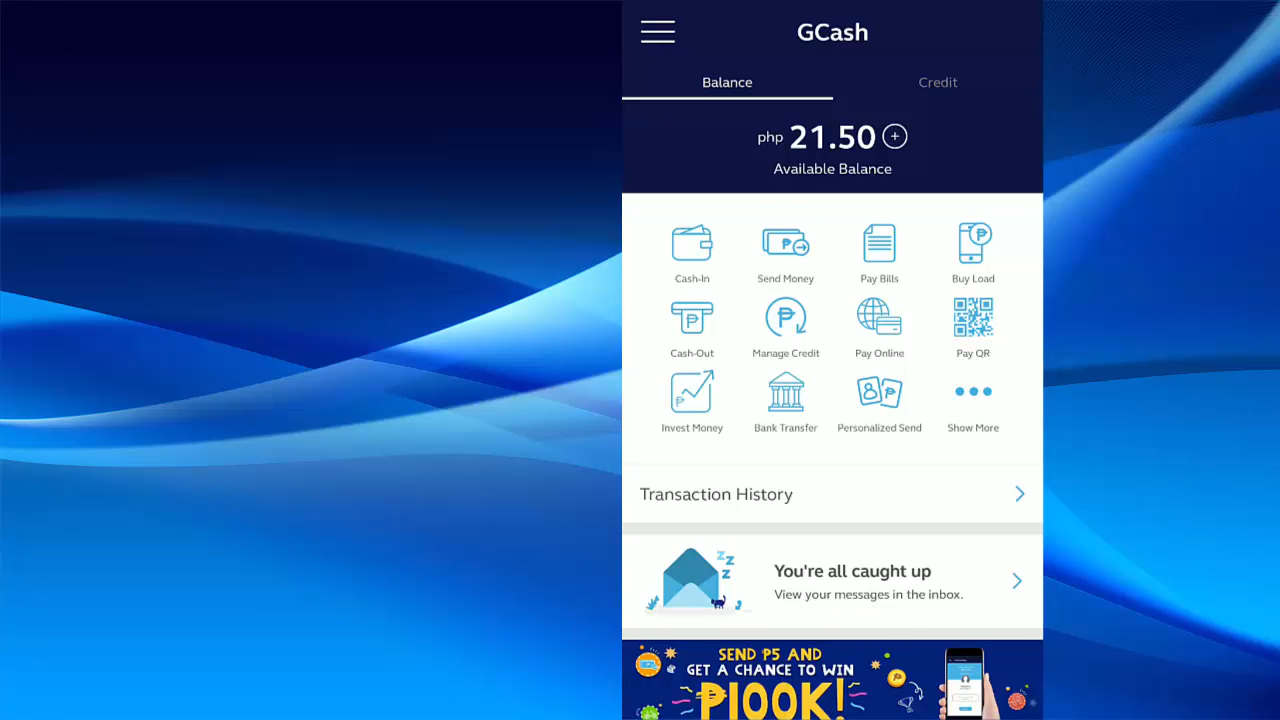 GCash
Balance
Credit
php 21.50 +
Available Balance
Cash-In
Send Money
Pay Bills
Buy Load
Cash-Out
Manage Credit
Pay Online
Pay QR
Invest Money
Bank Transfer
Personalized Send
Show More
Transaction History
You're all caught up
View your messages in the inbox.
SEND ₱5 AND
GET A CHANCE TO WIN
₱100K!